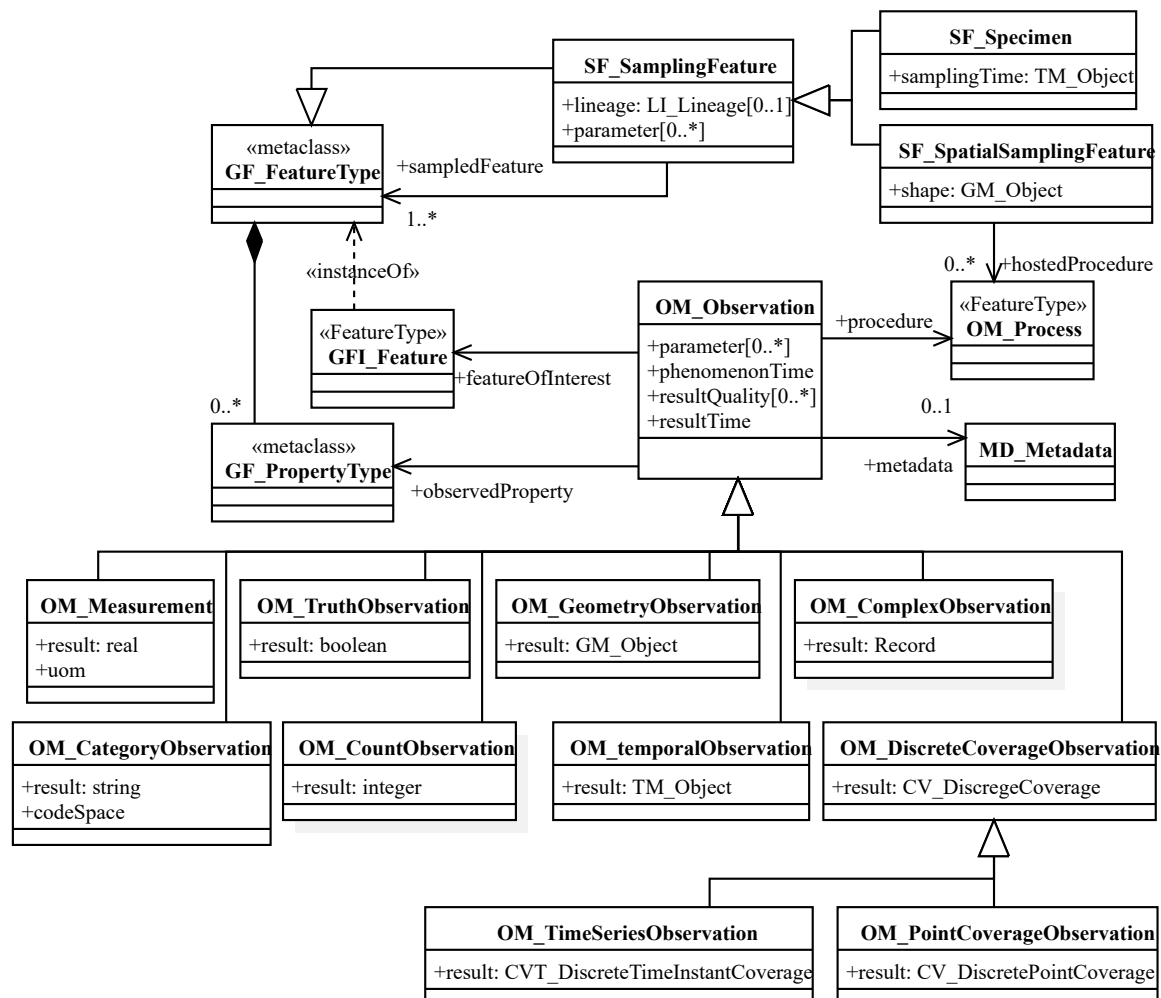 SF_SamplingFeature
+lineage: LI_Lineage[0..1]
+parameter[0..*]
SF_Specimen
+samplingTime: TM_Object
SF_SpatialSamplingFeature
+shape: GM_Object
«metaclass»
GF_FeatureType
+sampledFeature
1..*
«instanceOf»
0..*
+hostedProcedure
«FeatureType»
OM_Process
OM_Observation
+parameter[0..*]
+phenomenonTime
+resultQuality[0..*]
+resultTime
+procedure
«FeatureType»
GFI_Feature
+featureOfInterest
0..*
0..1
«metaclass»
GF_PropertyType
+observedProperty
+metadata
MD_Metadata
OM_Measurement
+result: real
+uom
OM_TruthObservation
+result: boolean
OM_GeometryObservation
+result: GM_Object
OM_ComplexObservation
+result: Record
OM_CategoryObservation
+result: string
+codeSpace
OM_CountObservation
+result: integer
OM_temporalObservation
+result: TM_Object
OM_DiscreteCoverageObservation
+result: CV_DiscregeCoverage
OM_TimeSeriesObservation
+result: CVT_DiscreteTimeInstantCoverage
OM_PointCoverageObservation
+result: CV_DiscretePointCoverage